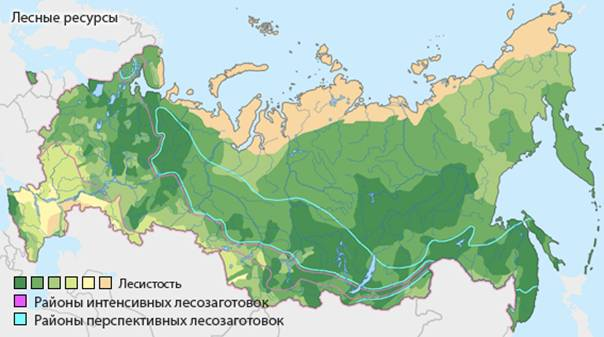 Лесные ресурсы
Лесистость
Районы интенсивных лесозаготовок
Районы перспективных лесозаготовок